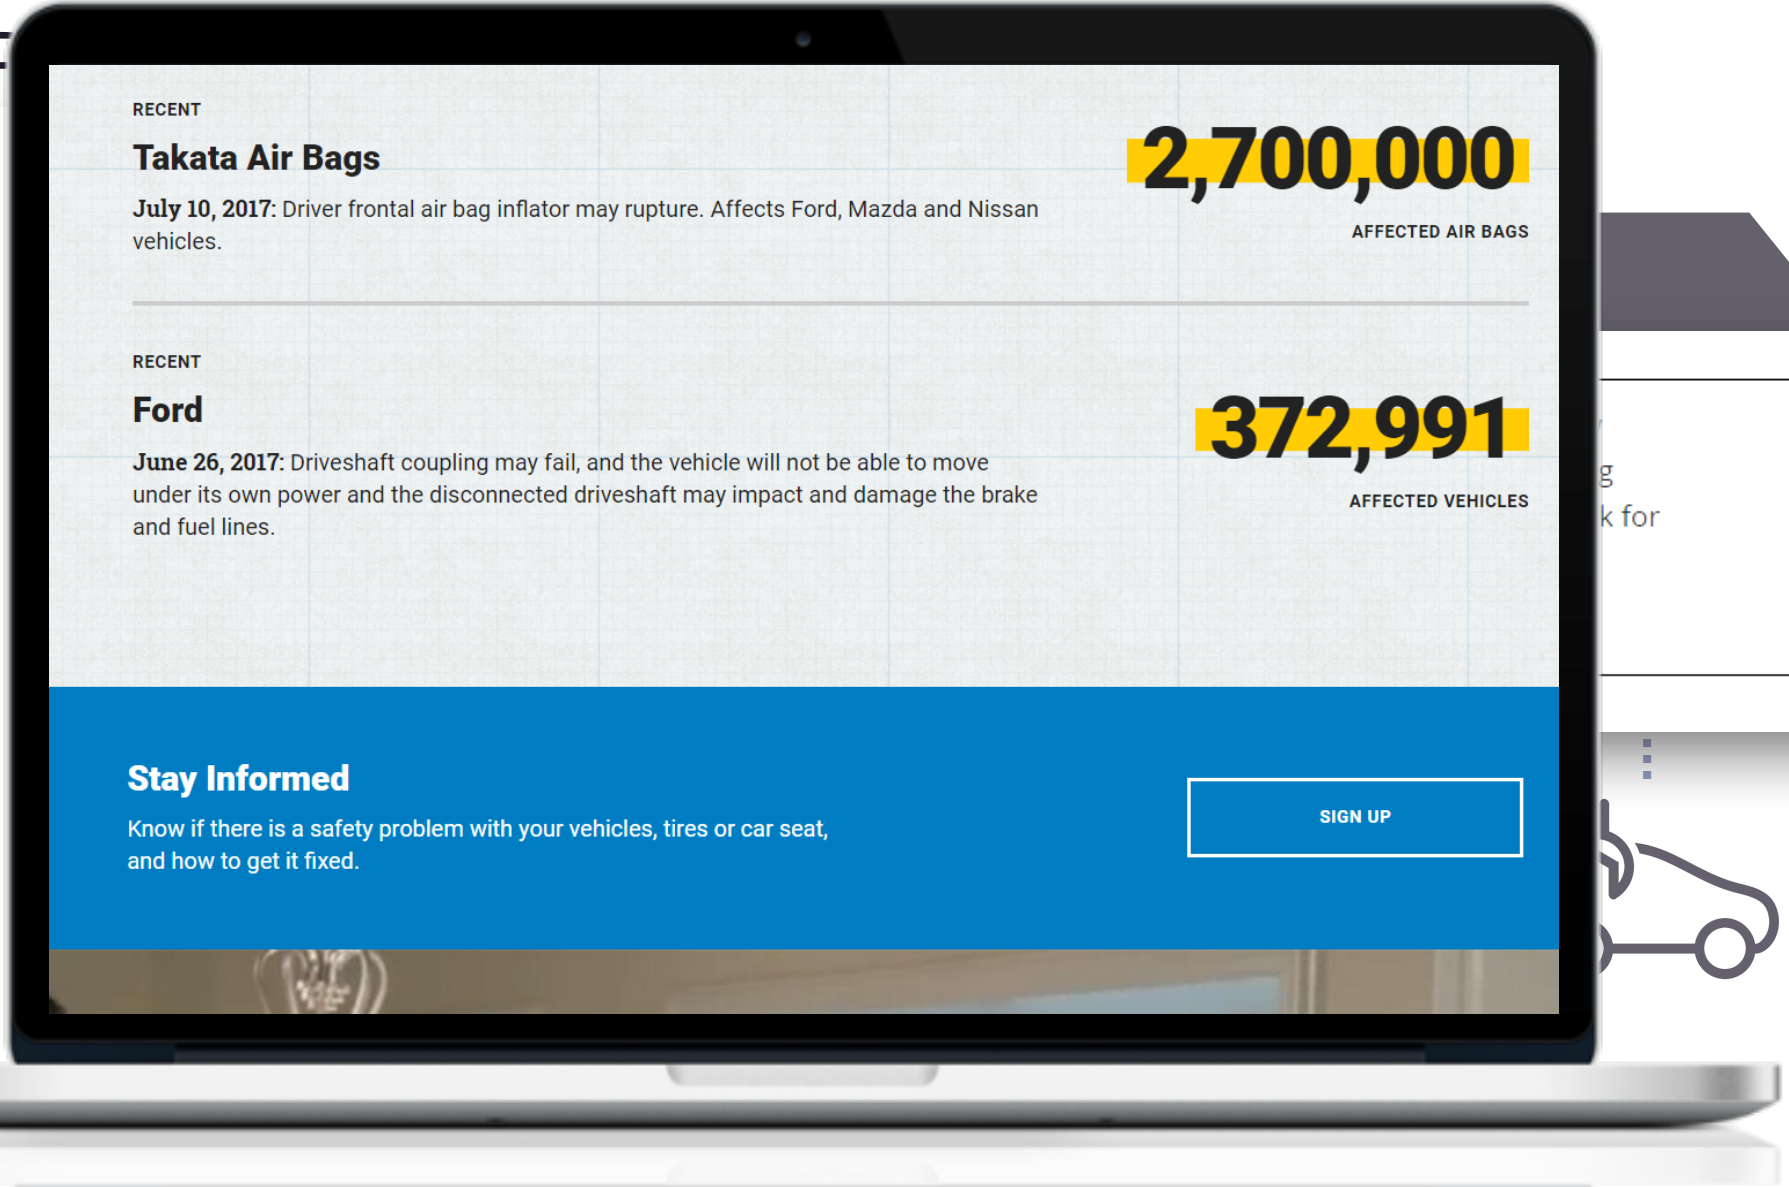 RECENT
Takata Air Bags
July 10, 2017: Driver frontal air bag inflator may rupture. Affects Ford, Mazda and Nissan
vehicles.
2,700,000
AFFECTED AIR BAGS
RECENT
Ford
June 26, 2017: Driveshaft coupling may fail, and the vehicle will not be able to move
under its own power and the disconnected driveshaft may impact and damage the brake
and fuel lines.
372,991
AFFECTED VEHICLES
Stay Informed
Know if there is a safety problem with your vehicles, tires or car seat,
and how to get it fixed.
SIGN UP
for